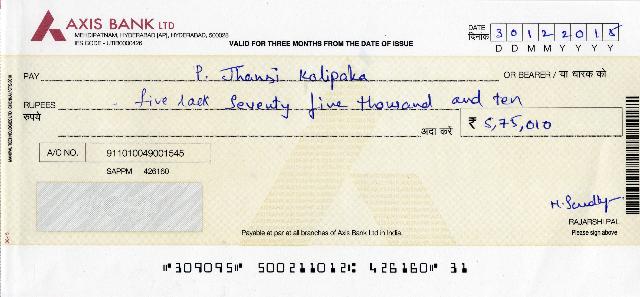 AXIS BANK LTD
MEHDIPATNAM, HYDERABAD [AP], HYDERABAD, 500028
IFS CODE - UTIB0000426
VALID FOR THREE MONTHS FROM THE DATE OF ISSUE
DATE
दिनांक 3 0 1 2 2 0 1 5
D D M M Y Y Y Y
PAY P. Jhansi Kalipaka OR BEARER / या धारक को
RUPEES five lack Seventy five thousand and ten
रुपये अदा करें ₹ 5,75,010
A/C NO. 911010049001545
SAPPM 426160
M. Sandhy
RAJARSHI PAL
Payable at par at all branches of Axis Bank Ltd in India.
Please sign above
⑈309095⑈ 500211012⑆ 426160⑈ 31